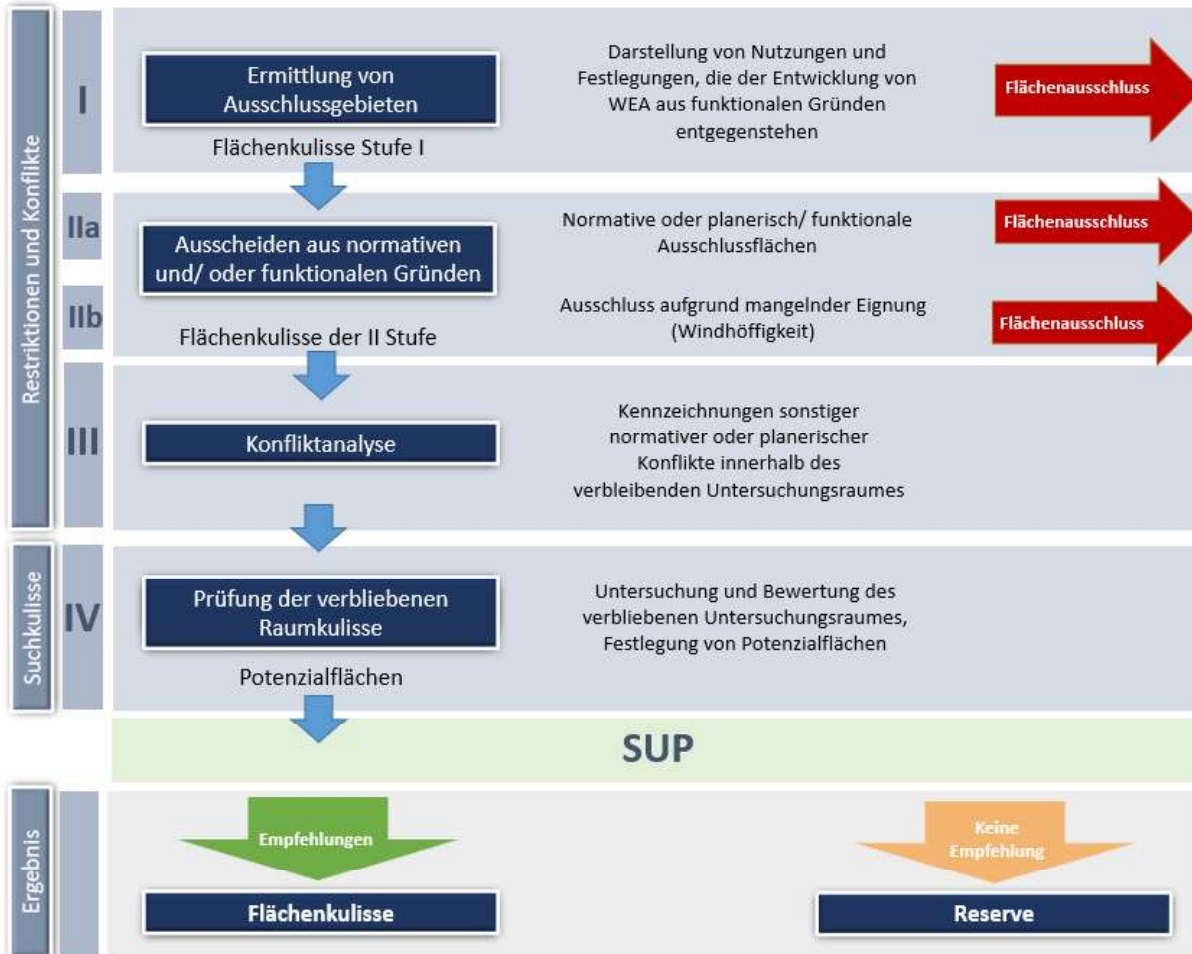 Restriktionen und Konflikte
I
Ermittlung von
Ausschlussgebieten
Flächenkulisse Stufe I
Darstellung von Nutzungen und
Festlegungen, die der Entwicklung von
WEA aus funktionalen Gründen
entgegenstehen
Flächenausschluss
IIa
Ausscheiden aus normativen
und/ oder funktionalen Gründen
Normative oder planerisch/ funktionale
Ausschlussflächen
Flächenausschluss
IIb
Flächenkulisse der II Stufe
Ausschluss aufgrund mangelnder Eignung
(Windhöffigkeit)
Flächenausschluss
III
Konfliktanalyse
Kennzeichnungen sonstiger
normativer oder planerischer
Konflikte innerhalb des
verbleibenden Untersuchungsraumes
Suchkulisse
IV
Prüfung der verbliebenen
Raumkulisse
Potenzialflächen
Untersuchung und Bewertung des
verbliebenen Untersuchungsraumes,
Festlegung von Potenzialflächen
SUP
Ergebnis
Empfehlungen
Flächenkulisse
Keine
Empfehlung
Reserve